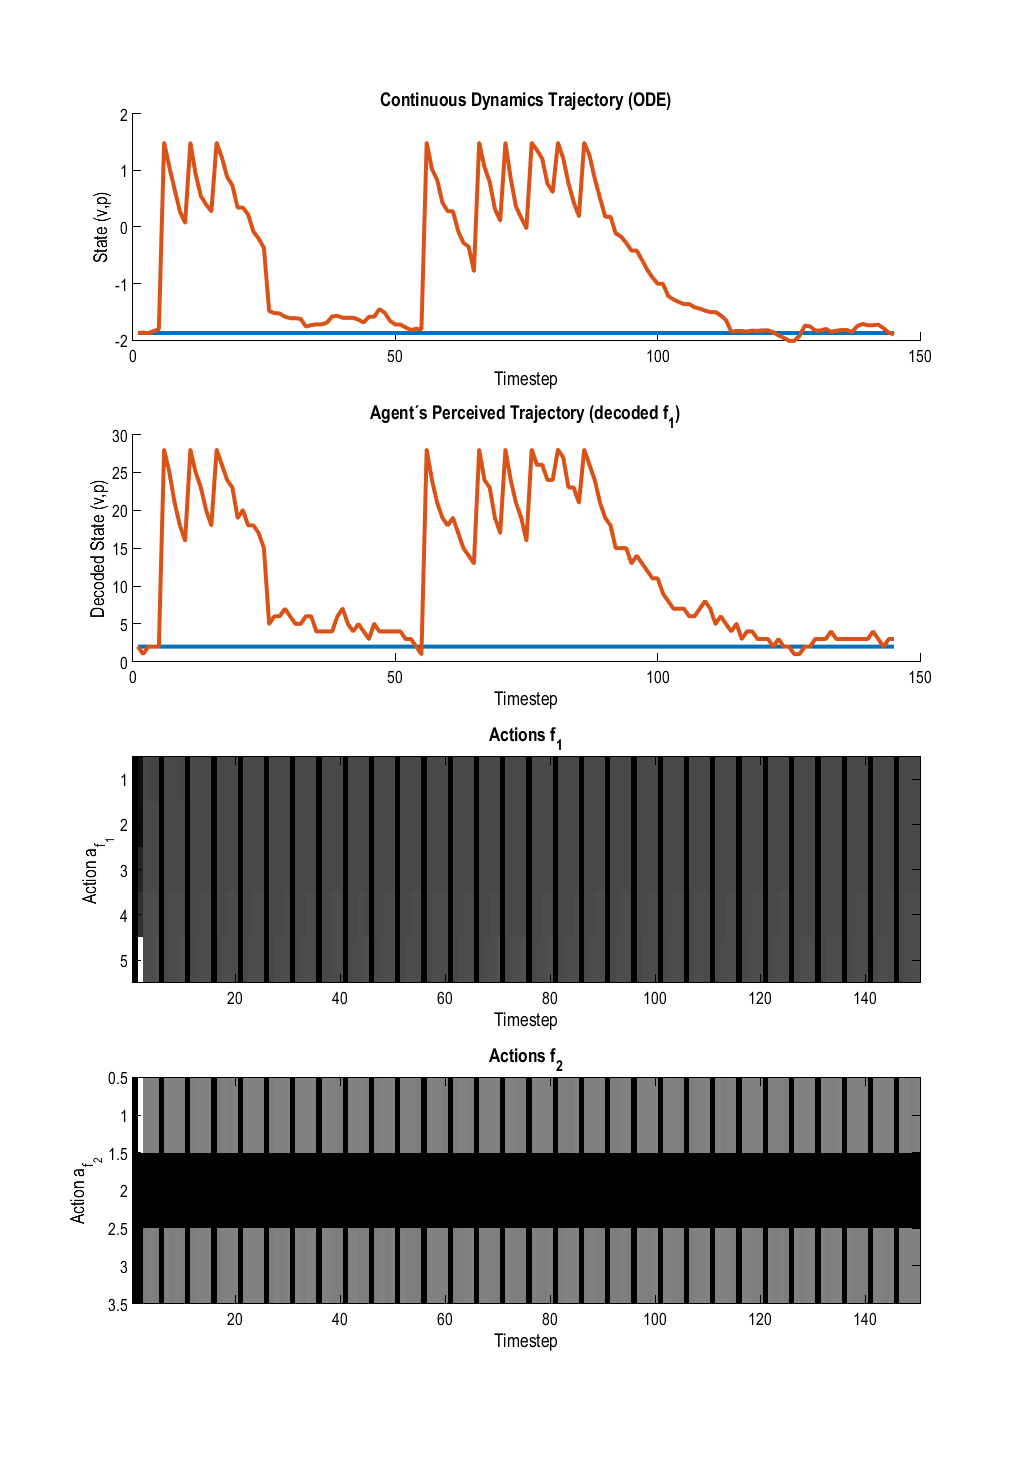 Continuous Dynamics Trajectory (ODE)
2
1
0
-1
-2
State (v,p)
0 50 100 150
Timestep
Agent´s Perceived Trajectory (decoded f1)
30
25
20
15
10
5
0
Decoded State (v,p)
0 50 100 150
Timestep
Actions f1
1
2
3
4
5
Action a f1
20 40 60 80 100 120 140
Timestep
Actions f2
0.5
1
1.5
2
2.5
3
3.5
Action a f2
20 40 60 80 100 120 140
Timestep